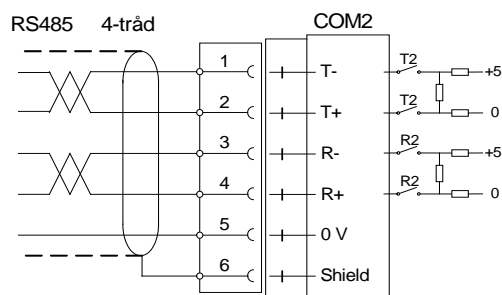 RS485 4-tråd COM2
1 T- T2 +5
2 T+ T2 0
3 R- R2 +5
4 R+ R2 0
5 0 V
6 Shield